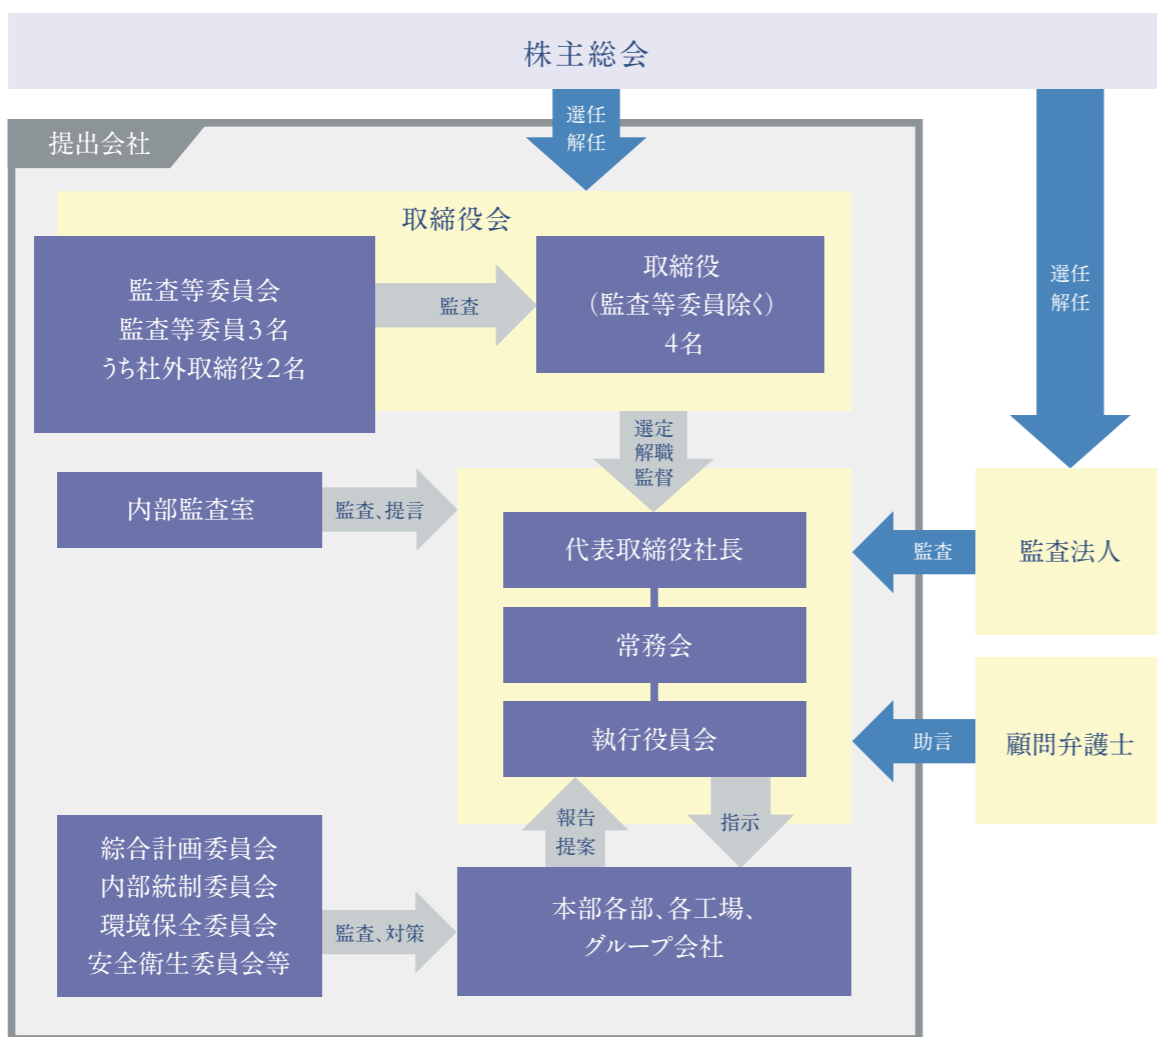 株主総会
選任
解任
提出会社
取締役会
監査等委員会
監査等委員3名
うち社外取締役2名
監査
取締役
（監査等委員除く）
4名
選任
解任
選定
解職
監督
内部監査室
監査、提言
代表取締役社長
監査
監査法人
常務会
執行役員会
助言
顧問弁護士
報告
提案
指示
綜合計画委員会
内部統制委員会
環境保全委員会
安全衛生委員会等
監査、対策
本部各部、各工場、
グループ会社